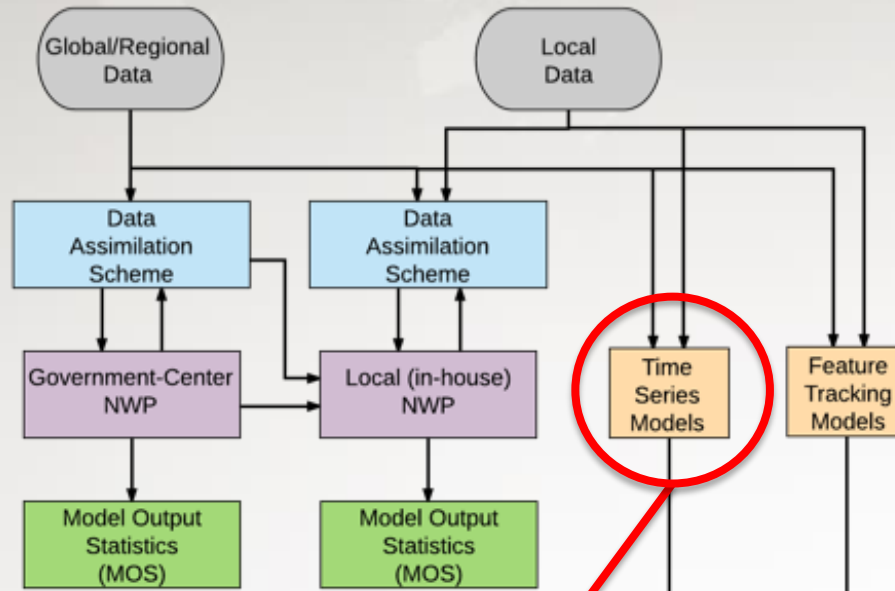 Global/Regional
Data
Local
Data
Data
Assimilation
Scheme
Data
Assimilation
Scheme
Government-Center
NWP
Local (in-house)
NWP
Time
Series
Models
Feature
Tracking
Models
Model Output
Statistics
(MOS)
Model Output
Statistics
(MOS)